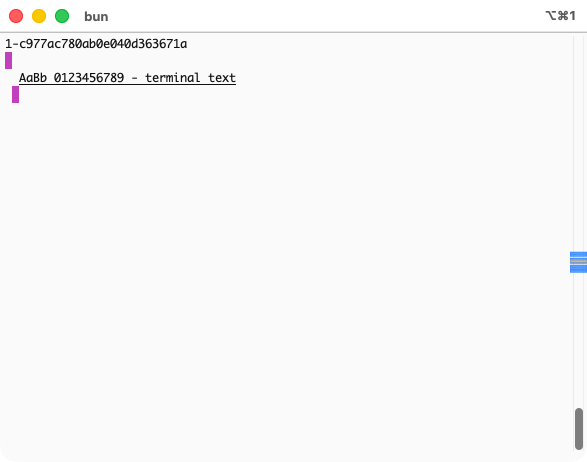 bun
⌥⌘1
1-c977ac780ab0e040d363671a
AaBb 0123456789 - terminal text